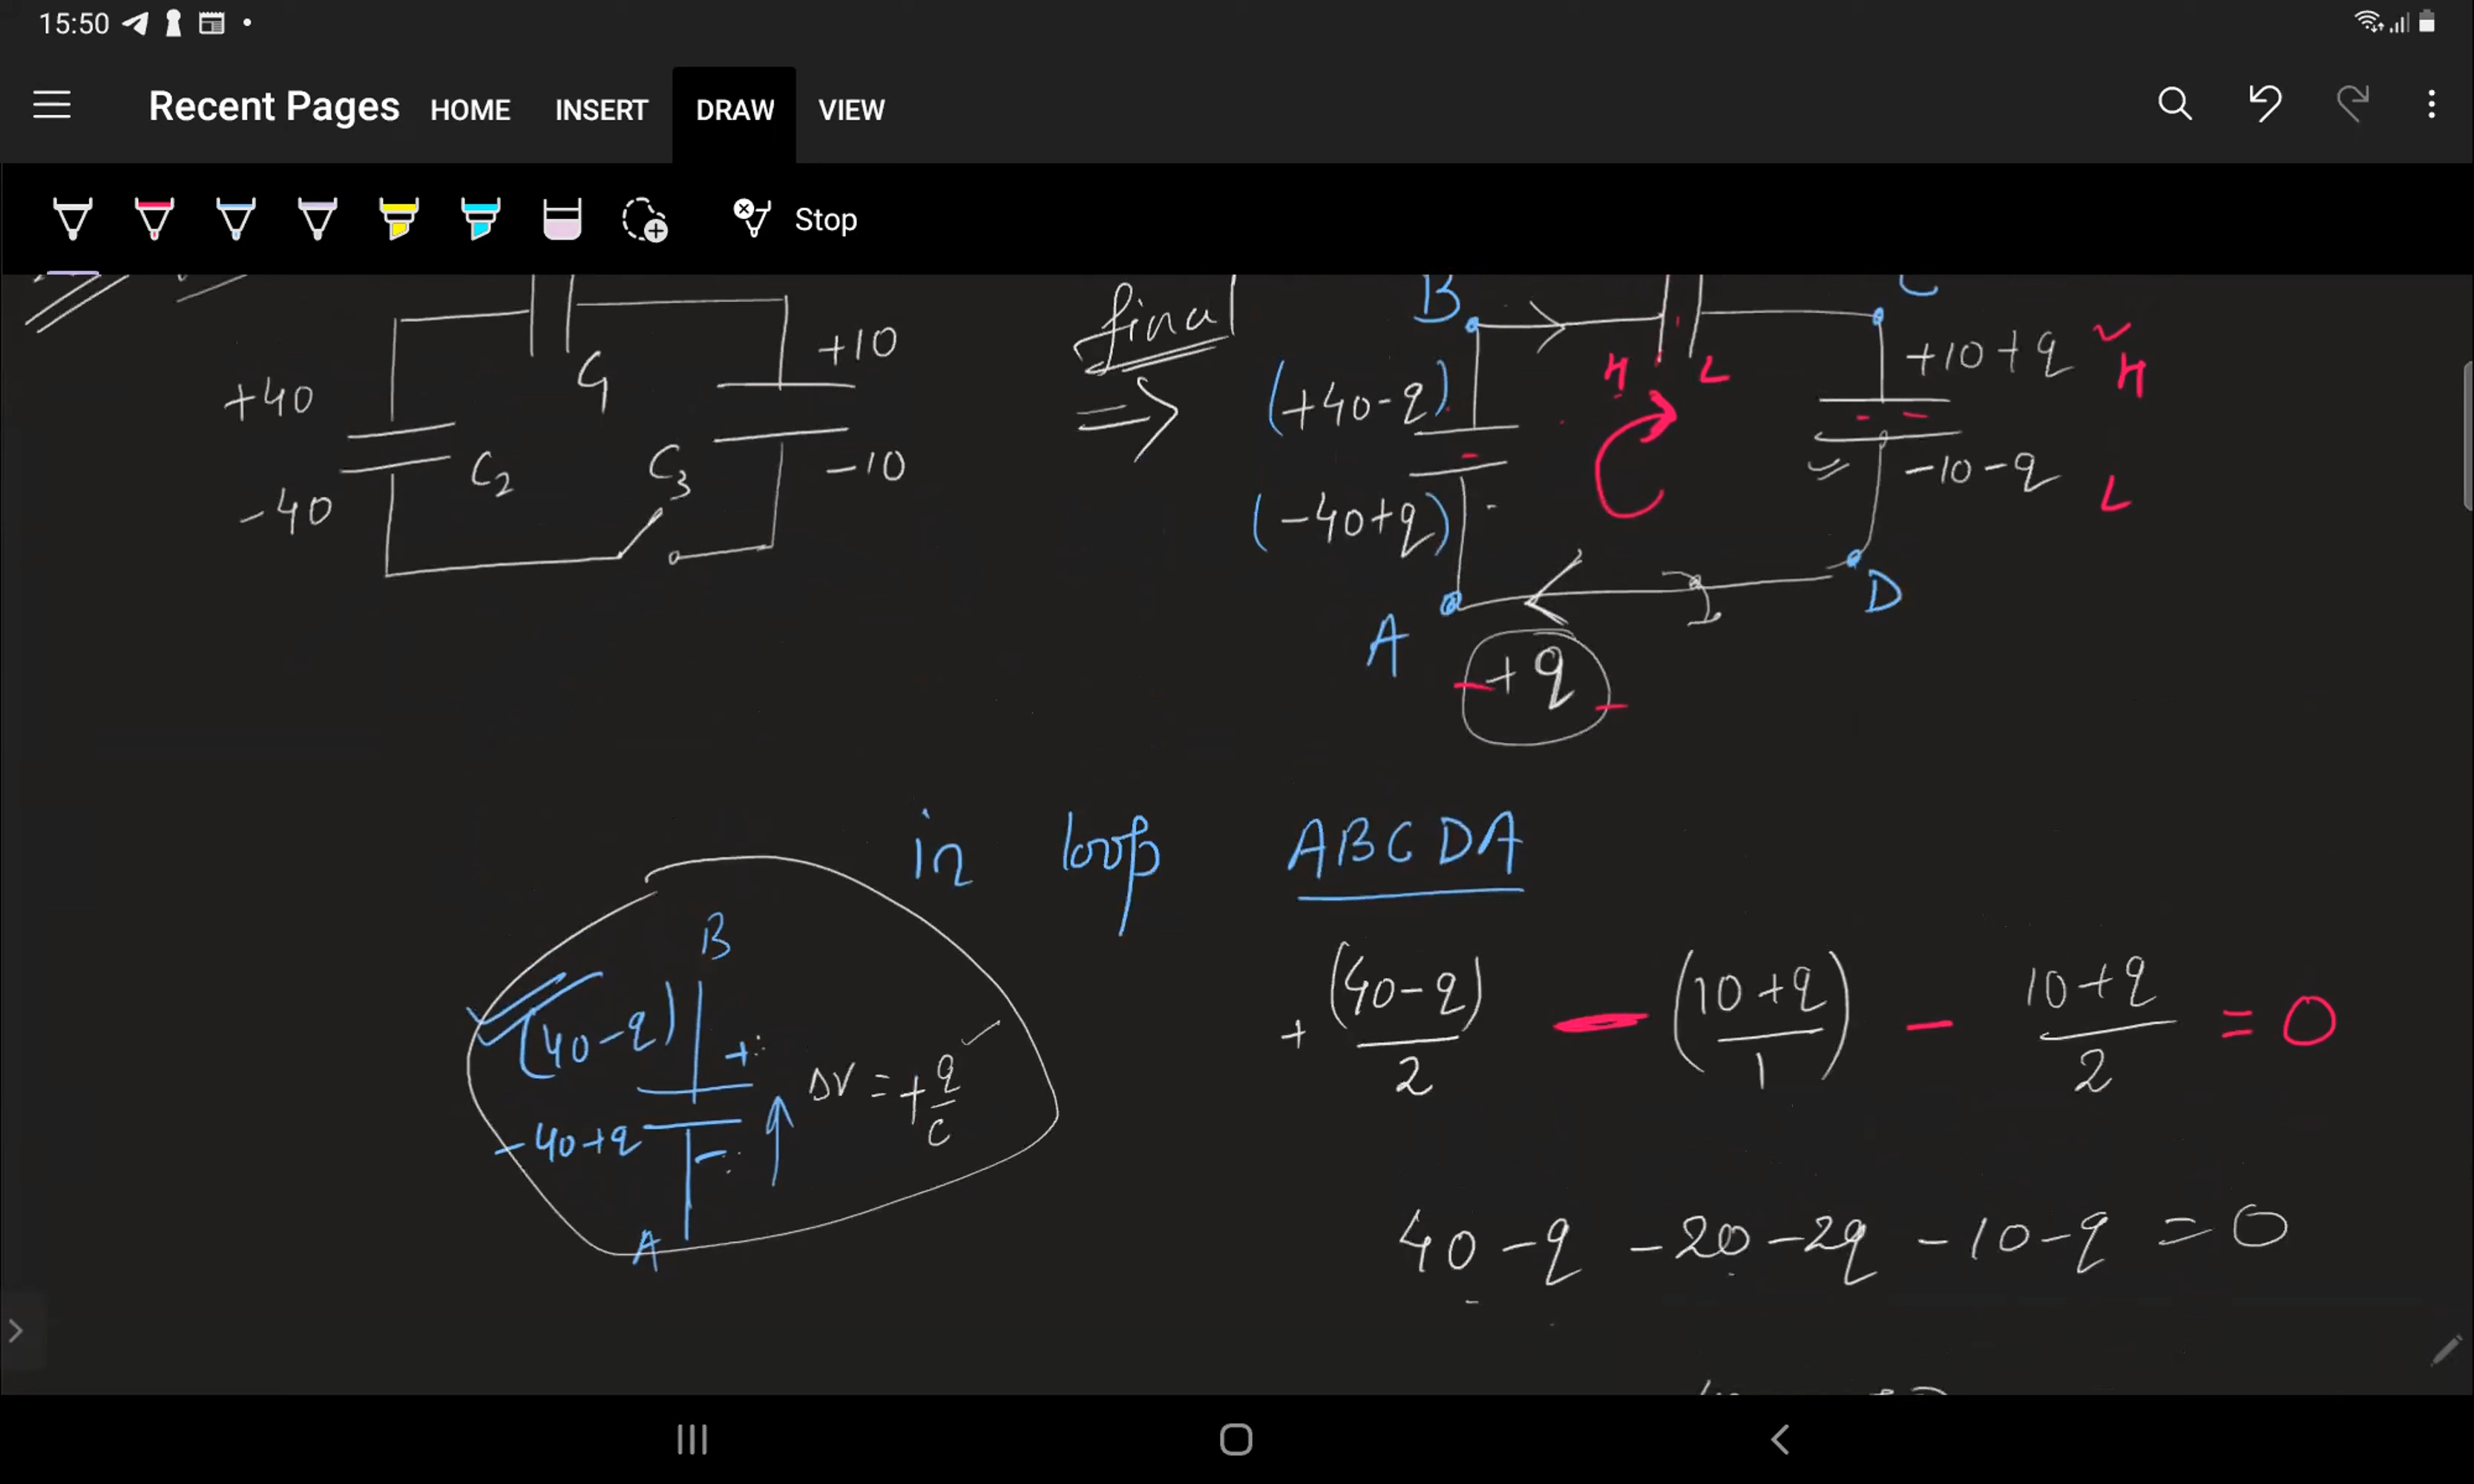 15:50
Recent Pages HOME INSERT DRAW VIEW
Stop
final
B
C
+10
+40
C1
(+40-q)
H L
+10+q H
-40
C2
C3
-10
(-40+q)
-10-q L
A
D
+q
in loop ABCDA
B
(40-q)
+
ΔV = +q/c
-40+q
-
A
+ (40-q)/2 - (10+q)/1 - 10+q/2 = 0
40-q -20-2q -10-q = 0